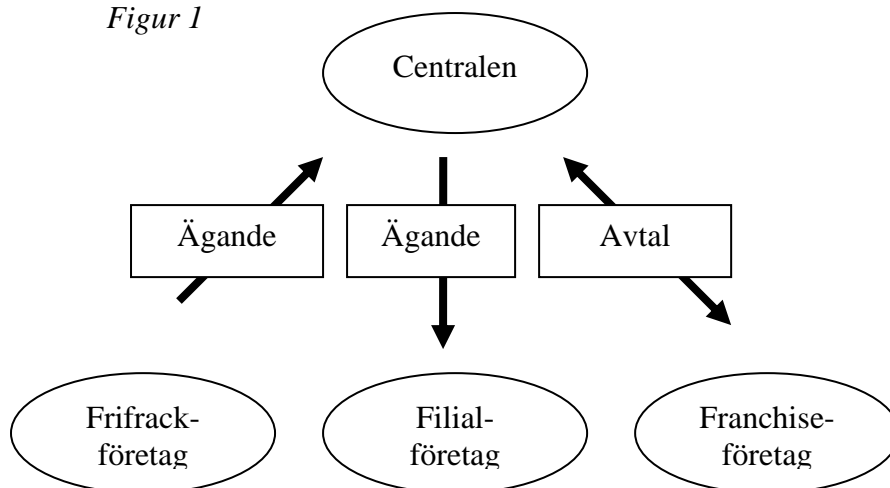 Figur 1
Centralen
Ägande
Ägande
Avtal
Frifrack-
företag
Filial-
företag
Franchise-
företag